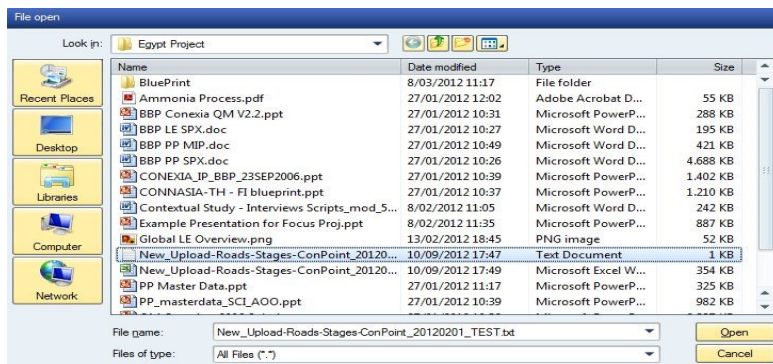 File open
Look in: Egypt Project
Name Date modified Type Size
Recent Places
Desktop
Libraries
Computer
Network
BluePrint 8/03/2012 11:17 File folder
Ammonia Process.pdf 27/01/2012 12:02 Adobe Acrobat D... 55 KB
BBP Conexia QM V2.2.ppt 27/01/2012 10:31 Microsoft PowerP... 288 KB
BBP LE SPX.doc 27/01/2012 10:27 Microsoft Word D... 195 KB
BBP PP MIP.doc 27/01/2012 10:49 Microsoft Word D... 421 KB
BBP PP SPX.doc 27/01/2012 10:26 Microsoft Word D... 4.688 KB
CONEXIA_IP_BBP_23SEP2006.ppt 27/01/2012 10:39 Microsoft PowerP... 1.402 KB
CONNASIA-TH - FI blueprint.ppt 27/01/2012 10:37 Microsoft PowerP... 1.210 KB
Contextual Study - Interviews Scripts_mod_5... 8/02/2012 11:05 Microsoft Word D... 242 KB
Example Presentation for Focus Proj.ppt 8/02/2012 11:35 Microsoft PowerP... 887 KB
Global LE Overview.png 13/02/2012 18:45 PNG image 52 KB
New_Upload-Roads-Stages-ConPoint_20120... 10/09/2012 17:47 Text Document 1 KB
New_Upload-Roads-Stages-ConPoint_20120... 10/09/2012 17:49 Microsoft Excel W... 354 KB
PP Master Data.ppt 27/01/2012 11:17 Microsoft PowerP... 325 KB
PP_masterdata_SCI_AOO.ppt 27/01/2012 10:39 Microsoft PowerP... 982 KB
File name: New_Upload-Roads-Stages-ConPoint_20120201_TEST.txt Open
Files of type: All Files (*.*) Cancel